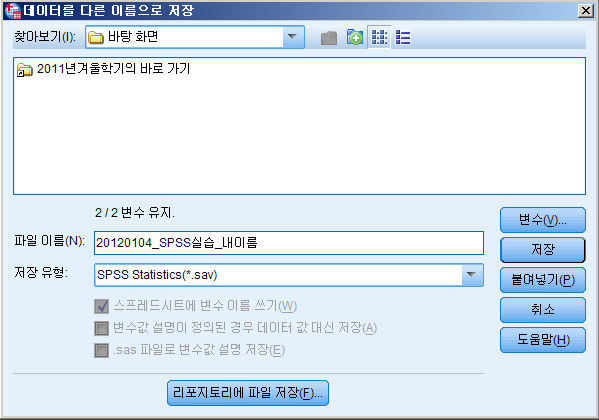 데이터를 다른 이름으로 저장
찾아보기(I): 바탕 화면
2011년겨울학기의 바로 가기
2 / 2 변수 유지.
변수(V)...
파일 이름(N): 20120104_SPSS실습_내이름
저장
저장 유형: SPSS Statistics(*.sav)
붙여넣기(P)
스프레드시트에 변수 이름 쓰기(W)
취소
변수값 설명이 정의된 경우 데이터 값 대신 저장(A)
도움말(H)
.sas 파일로 변수값 설명 저장(E)
리포지토리에 파일 저장(F)...